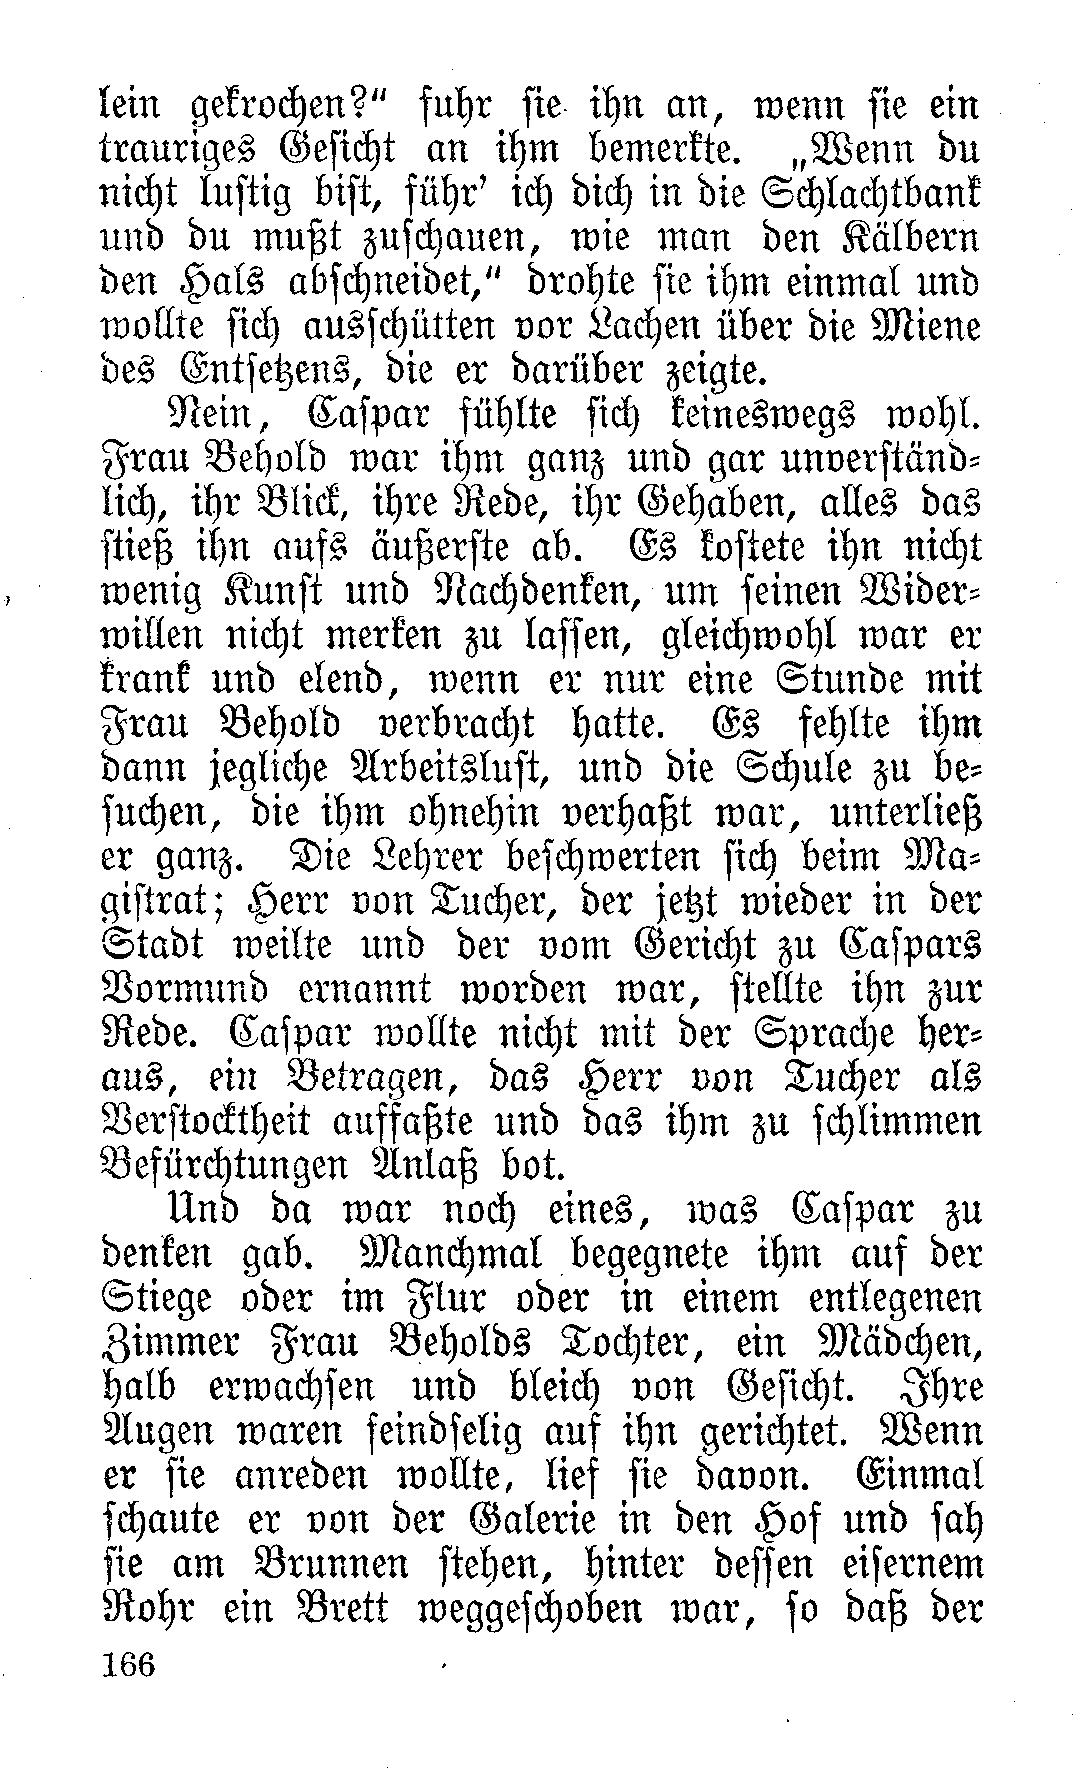 lein gekrochen?“ fuhr sie ihn an, wenn sie ein
trauriges Gesicht an ihm bemerkte. „Wenn du
nicht lustig bist, führ’ ich dich in die Schlachtbank
und du mußt zuschauen, wie man den Kälbern
den Hals abschneidet,“ drohte sie ihm einmal und
wollte sich ausschütten vor Lachen über die Miene
des Entsetzens, die er darüber zeigte.
Nein, Caspar fühlte sich keineswegs wohl.
Frau Behold war ihm ganz und gar unverständ-
lich, ihr Blick, ihre Rede, ihr Gehaben, alles das
stieß ihn aufs äußerste ab. Es kostete ihn nicht
wenig Kunst und Nachdenken, um seinen Wider-
willen nicht merken zu lassen, gleichwohl war er
krank und elend, wenn er nur eine Stunde mit
Frau Behold verbracht hatte. Es fehlte ihm
dann jegliche Arbeitslust, und die Schule zu be-
suchen, die ihm ohnehin verhaßt war, unterließ
er ganz. Die Lehrer beschwerten sich beim Ma-
gistrat; Herr von Tucher, der jetzt wieder in der
Stadt weilte und der vom Gericht zu Caspars
Vormund ernannt worden war, stellte ihn zur
Rede. Caspar wollte nicht mit der Sprache her-
aus, ein Betragen, das Herr von Tucher als
Verstocktheit auffaßte und das ihm zu schlimmen
Befürchtungen Anlaß bot.
Und da war noch eines, was Caspar zu
denken gab. Manchmal begegnete ihm auf der
Stiege oder im Flur oder in einem entlegenen
Zimmer Frau Beholds Tochter, ein Mädchen,
halb erwachsen und bleich von Gesicht. Ihre
Augen waren feindselig auf ihn gerichtet. Wenn
er sie anreden wollte, lief sie davon. Einmal
schaute er von der Galerie in den Hof und sah
sie am Brunnen stehen, hinter dessen eisernem
Rohr ein Brett weggeschoben war, so daß der
166